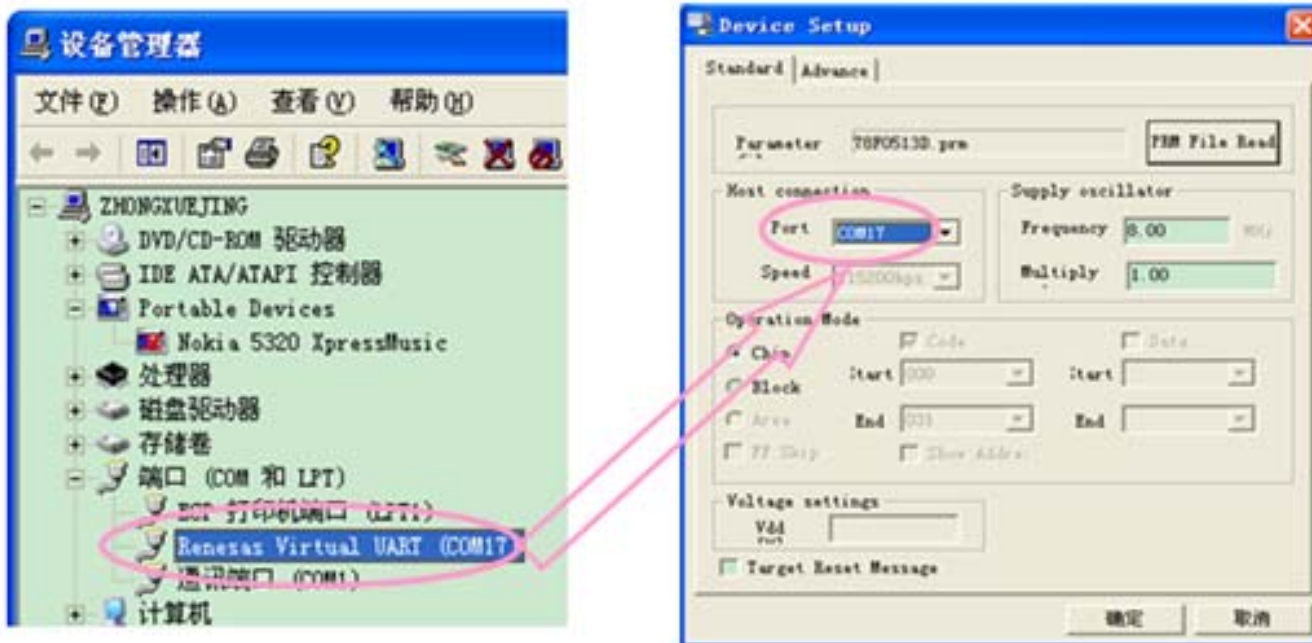 设备管理器
文件(F) 操作(A) 查看(V) 帮助(H)
ZHONGXUEJING
DVD/CD-ROM 驱动器
IDE ATA/ATAPI 控制器
Portable Devices
Nokia 5320 XpressMusic
处理器
磁盘驱动器
存储卷
端口 (COM 和 LPT)
ECP 打印机端口 (LPT1)
Renesas Virtual UART (COM17
通讯端口 (COM1)
计算机
Device Setup
Standard Advance
Parameter 78F0513D.prm PRM File Read
Host connection
Port COM17
Speed 115200bps
Supply oscillator
Frequency 8.00 MHz
Multiply 1.00
Operation Mode
Chip
Block
Area
FF Skip
Code
Start 000
End 031
Show Addre
Data
Start
End
Voltage settings
Vdd
Target Reset Message
确定 取消